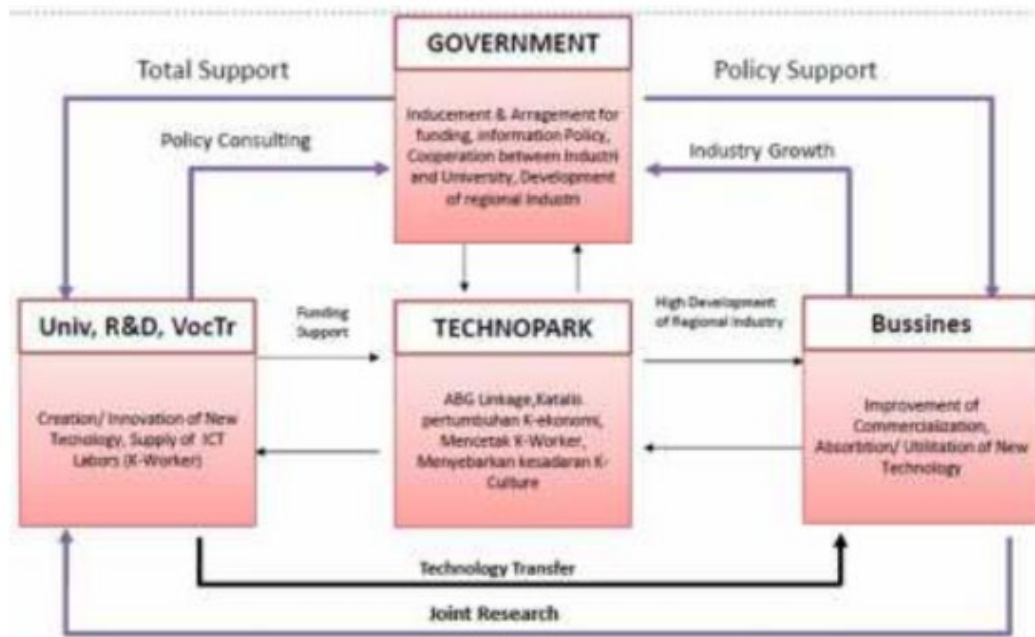 GOVERNMENT
Total Support
Policy Support
Inducement & Arragement for
funding, information Policy,
Cooperation between Industri
and University, Development
of regional Industri
Policy Consulting
Industry Growth
Univ, R&D, VocTr
Funding
Support
TECHNOPARK
High Development
of Regional Industry
Bussines
Creation/ Innovation of New
Tecnology, Supply of ICT
Labors (K-Worker)
ABG Linkage,Katalis
pertumbuhan K-ekonomi,
Mencetak K-Worker,
Menyebarkan kesadaran K-
Culture
Improvement of
Commercialization,
Absorbtion/ Utilitation of New
Technology
Technology Transfer
Joint Research